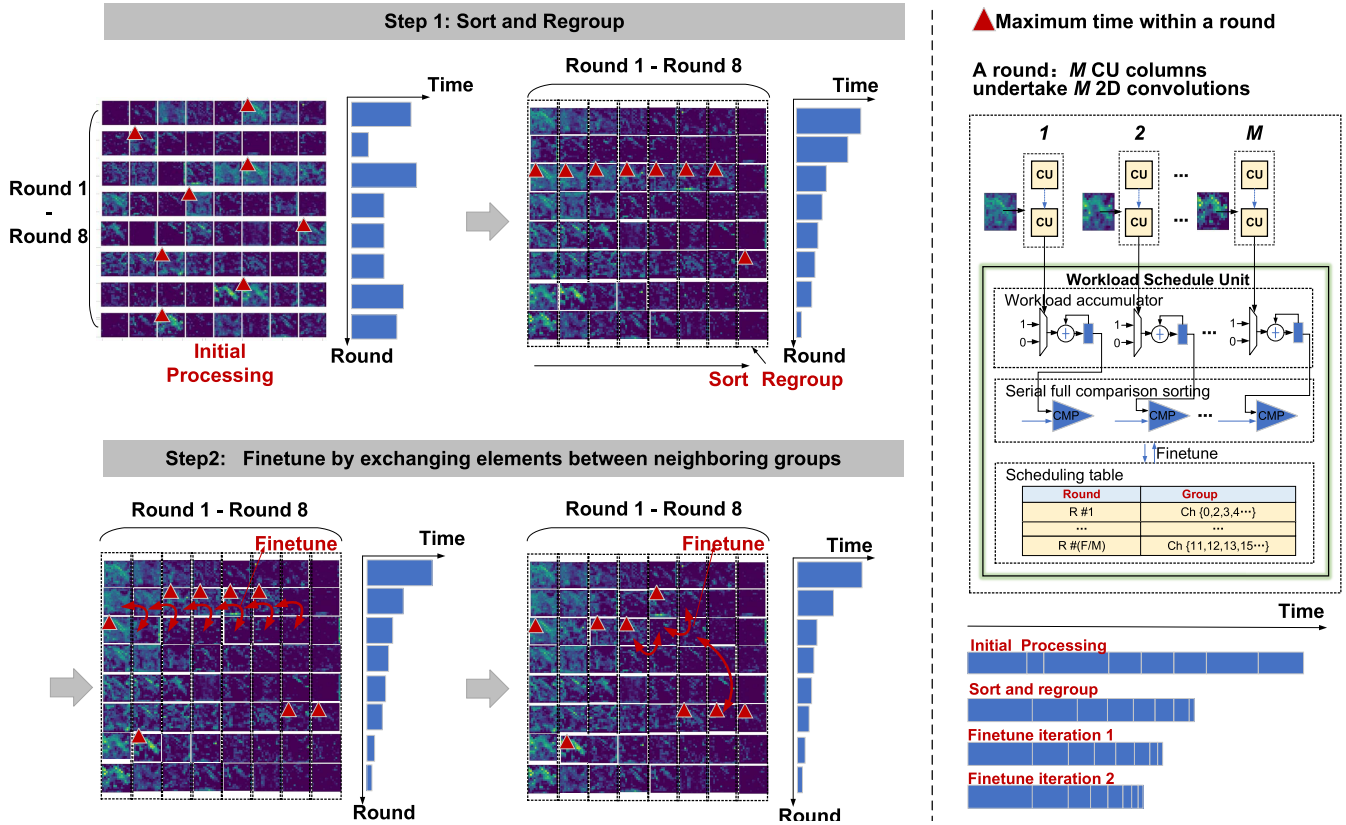 Step 1: Sort and Regroup
Time
Round 1
-
Round 8
Initial
Processing
Round
Round 1 - Round 8
Time
Round
Sort Regroup
Step2: Finetune by exchanging elements between neighboring groups
Round 1 - Round 8
Finetune
Time
Round
Round 1 - Round 8
Finetune
Time
Round
Maximum time within a round
A round: M CU columns
undertake M 2D convolutions
1 2 M
CU CU ... CU
CU CU ... CU
Workload Schedule Unit
Workload accumulator
1 1 1
+ + ... +
0 0 0
Serial full comparison sorting
CMP CMP ... CMP
Finetune
Scheduling table
Round Group
R #1 Ch {0,2,3,4···}
... ...
R #(F/M) Ch {11,12,13,15···}
Time
Initial Processing
Sort and regroup
Finetune iteration 1
Finetune iteration 2